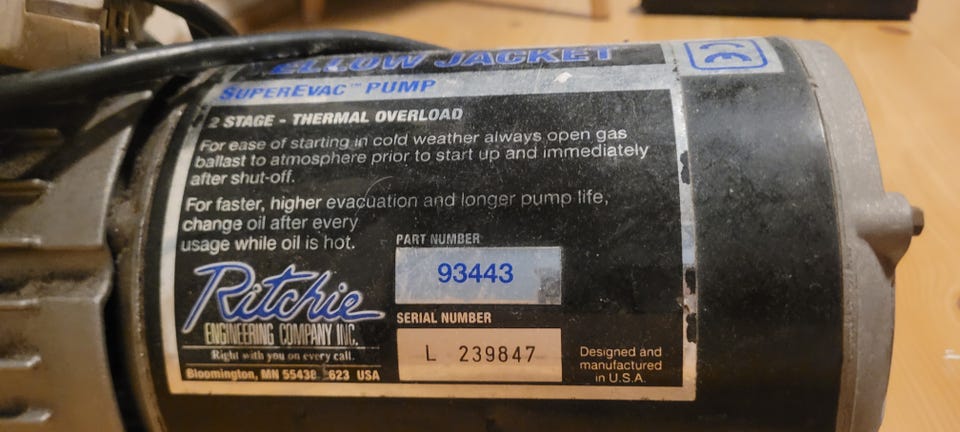 ELLOW JACKET
SUPEREVAC™ PUMP
2 STAGE - THERMAL OVERLOAD
For ease of starting in cold weather always open gas
ballast to atmosphere prior to start up and immediately
after shut-off.
For faster, higher evacuation and longer pump life,
change oil after every
usage while oil is hot.
PART NUMBER
93443
Ritchie
ENGINEERING COMPANY INC.
Right with you on every call.
Bloomington, MN 55438 623 USA
SERIAL NUMBER
L 239847
Designed and
manufactured
in U.S.A.
CE